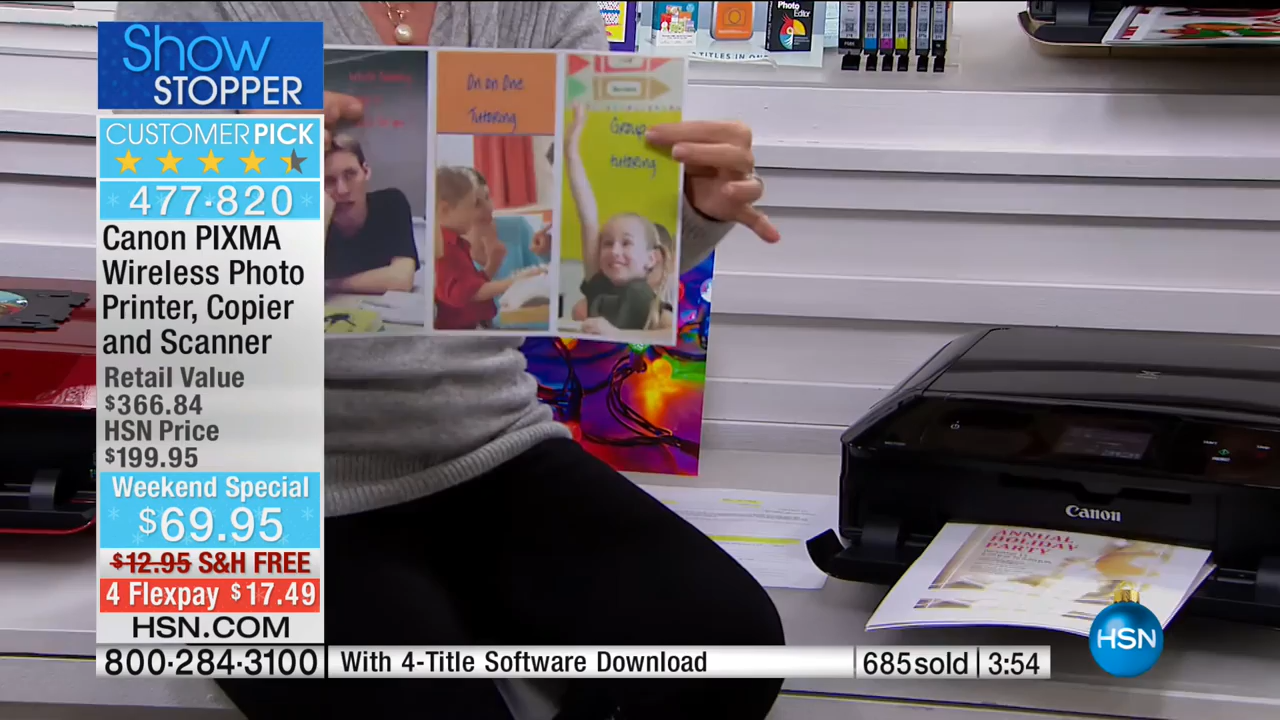 Show
STOPPER
CUSTOMER PICK
477·820
Canon PIXMA
Wireless Photo
Printer, Copier
and Scanner
Retail Value
$366.84
HSN Price
$199.95
Weekend Special
$69.95
$12.95 S&H FREE
4 Flexpay $17.49
HSN.COM
800·284·3100
With 4-Title Software Download
685 sold
3:54
HSN
On on One
Tutoring
Group
tutoring
Photo
Editor
TITLES IN ONE
Canon
ANNUAL
HOLIDAY
PARTY